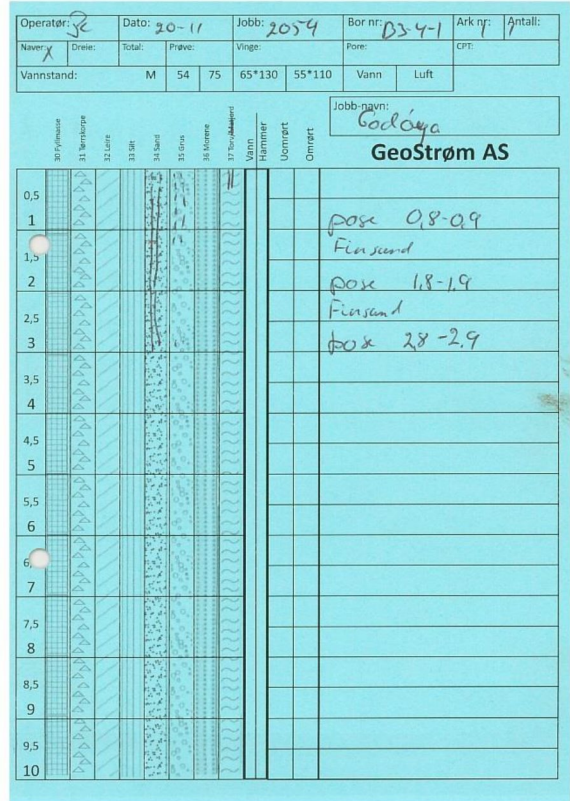 Operatør: Dato: 20-11 Jobb: 2054 Bor nr: B3-4-1 Ark nr: 1 Antall: 1
Naver: X Dreie: Total: Prøve: Vinge: Pore: CPT:
Vannstand: M 54 75 65*130 55*110 Vann Luft
Jobb-navn:
Godøya
GeoStrøm AS
30 Fyllmasse
31 Tørrskorpe
32 Leire
33 Silt
34 Sand
35 Grus
36 Morene
37 Torv/Matjord
Vann
Hammer
Uomrørt
Omrørt
0,5
1 pose 0,8-0,9
1,5 Finsand
2 pose 1,8-1,9
2,5 Finsand
3 pose 2,8-2,9
3,5
4
4,5
5
5,5
6
6,
7
7,5
8
8,5
9
9,5
10